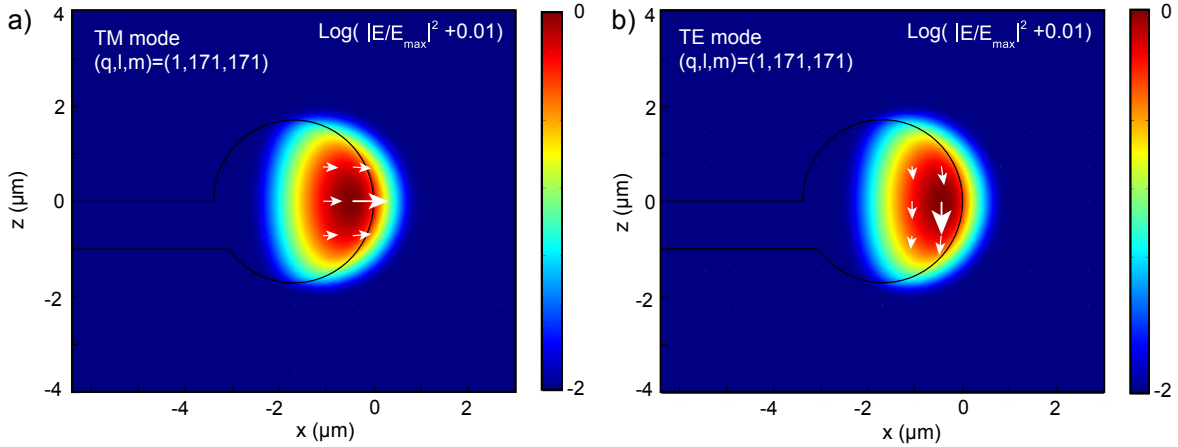 a)
TM mode
(q,l,m)=(1,171,171)
Log( |E/E_max|² +0.01)
4
2
0
-2
-4
z (µm)
-4
-2
0
2
x (µm)
0
-2
b)
TE mode
(q,l,m)=(1,171,171)
Log( |E/E_max|² +0.01)
4
2
0
-2
-4
z (µm)
-4
-2
0
2
x (µm)
0
-2